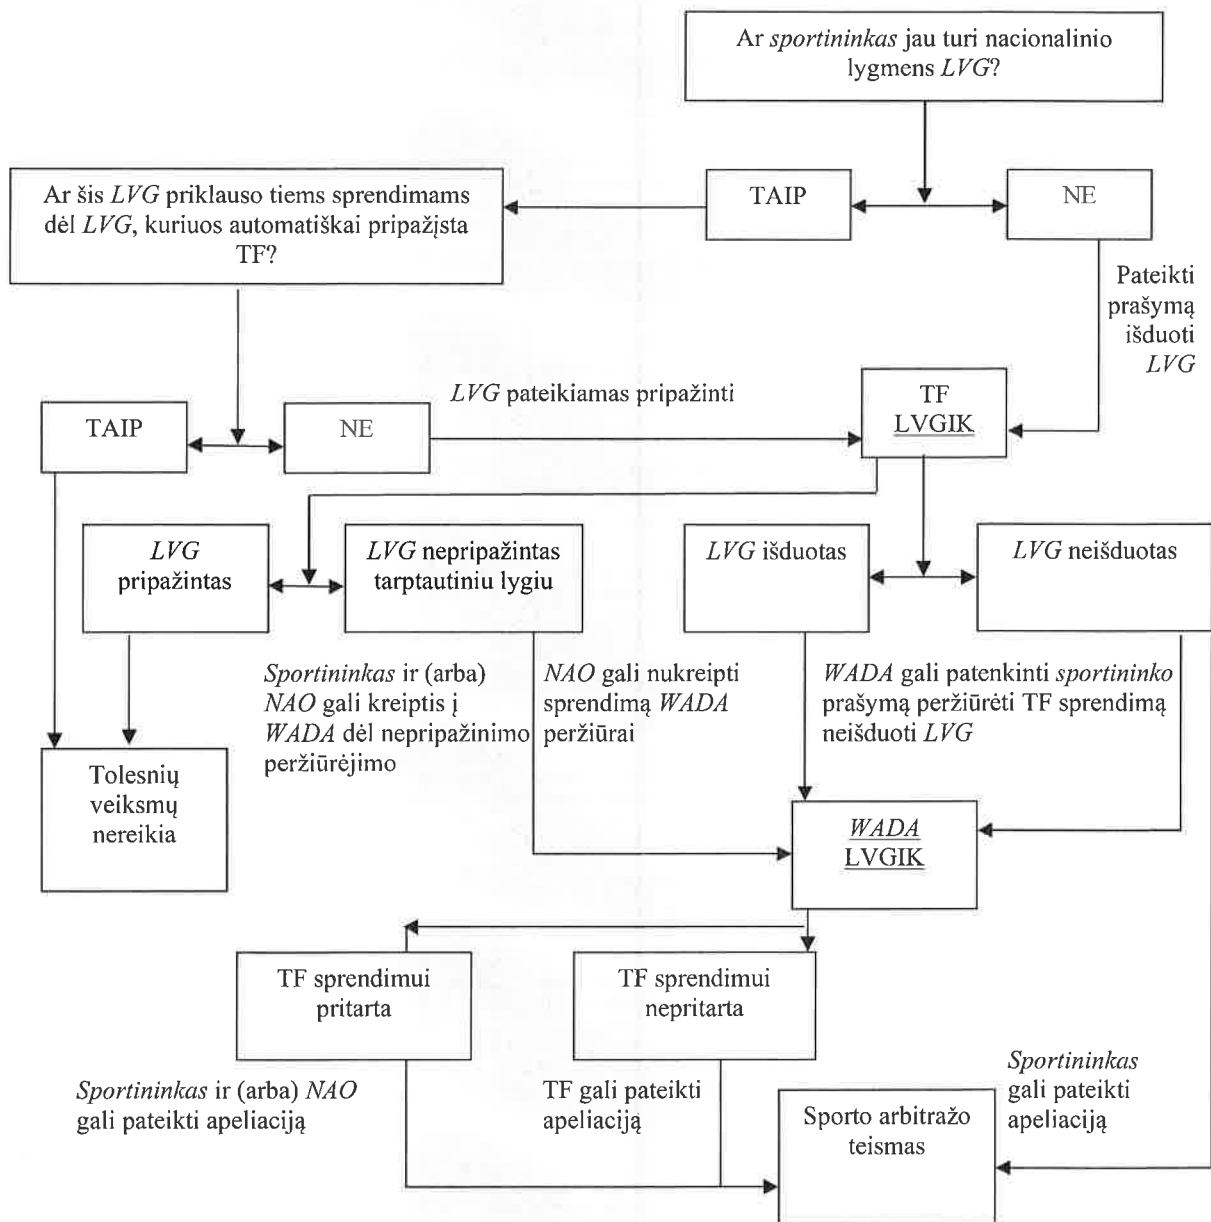 Ar sportininkas jau turi nacionalinio
lygmens LVG?
Ar šis LVG priklauso tiems sprendimams
dėl LVG, kuriuos automatiškai pripažįsta
TF?
TAIP
NE
Pateikti
prašymą
išduoti
LVG
LVG pateikiamas pripažinti
TAIP
NE
TF
LVGIK
LVG
pripažintas
LVG nepripažintas
tarptautiniu lygiu
LVG išduotas
LVG neišduotas
Sportininkas ir (arba)
NAO gali kreiptis į
WADA dėl nepripažinimo
peržiūrėjimo
NAO gali nukreipti
sprendimą WADA
peržiūrai
WADA gali patenkinti sportininko
prašymą peržiūrėti TF sprendimą
neišduoti LVG
Tolesnių
veiksmų
nereikia
WADA
LVGIK
TF sprendimui
pritarta
TF sprendimui
nepritarta
Sportininkas ir (arba) NAO
gali pateikti apeliaciją
TF gali pateikti
apeliaciją
Sporto arbitražo
teismas
Sportininkas
gali pateikti
apeliaciją